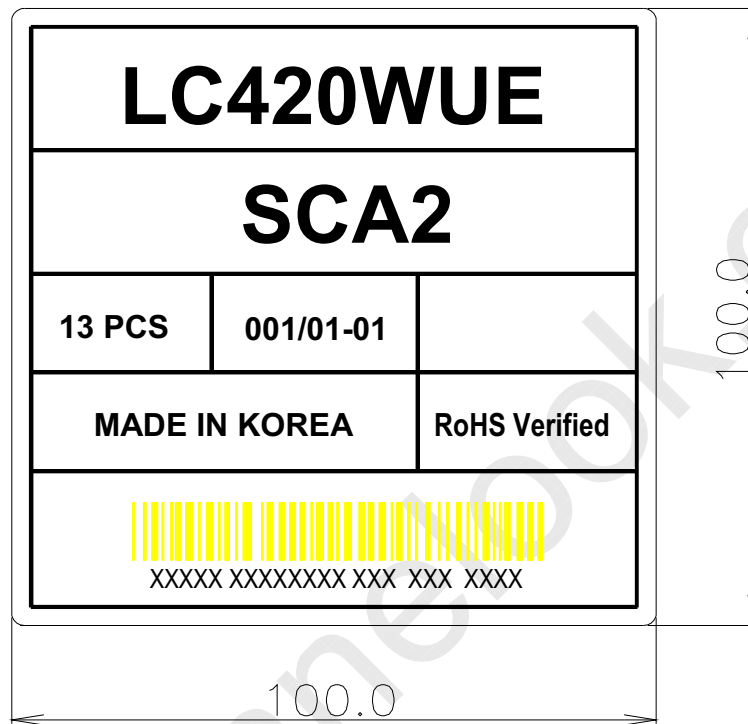 LC420WUE
SCA2
13 PCS 001/01-01
MADE IN KOREA RoHS Verified
XXXXX XXXXXXXX XXX XXX XXXX
100.0
100.0